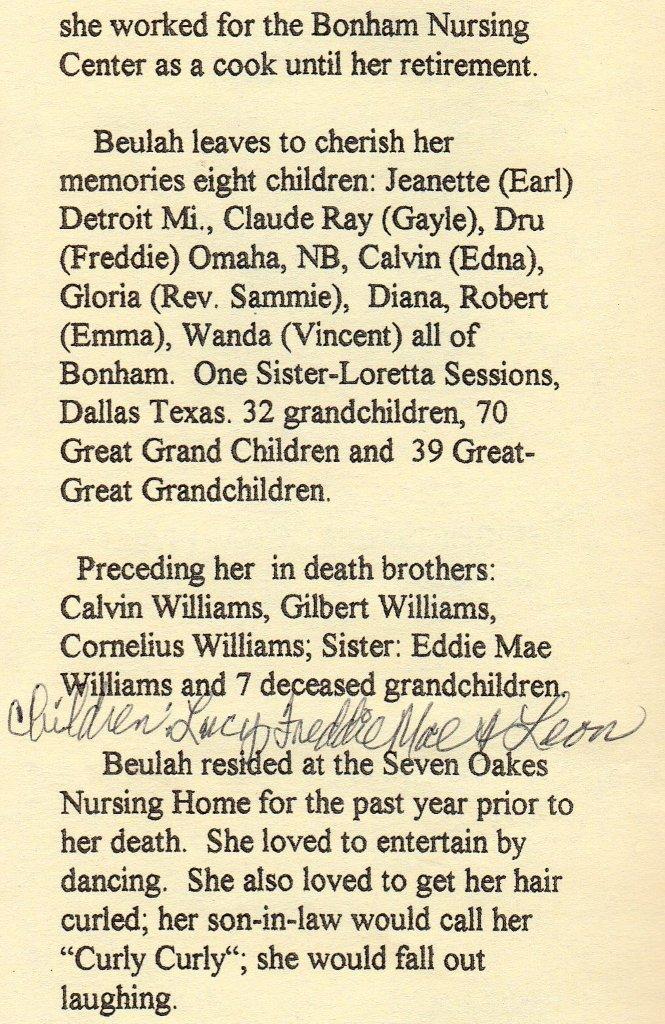 she worked for the Bonham Nursing
Center as a cook until her retirement.
Beulah leaves to cherish her
memories eight children: Jeanette (Earl)
Detroit Mi., Claude Ray (Gayle), Dru
(Freddie) Omaha, NB, Calvin (Edna),
Gloria (Rev. Sammie),  Diana, Robert
(Emma), Wanda (Vincent) all of
Bonham.  One Sister-Loretta Sessions,
Dallas Texas. 32 grandchildren, 70
Great Grand Children and  39 Great-
Great Grandchildren.
Preceding her  in death brothers:
Calvin Williams, Gilbert Williams,
Cornelius Williams; Sister: Eddie Mae
Williams and 7 deceased grandchildren.
Children: Lucy, Freddie Mae & Leon
Beulah resided at the Seven Oakes
Nursing Home for the past year prior to
her death.  She loved to entertain by
dancing.  She also loved to get her hair
curled; her son-in-law would call her
“Curly Curly“; she would fall out
laughing.